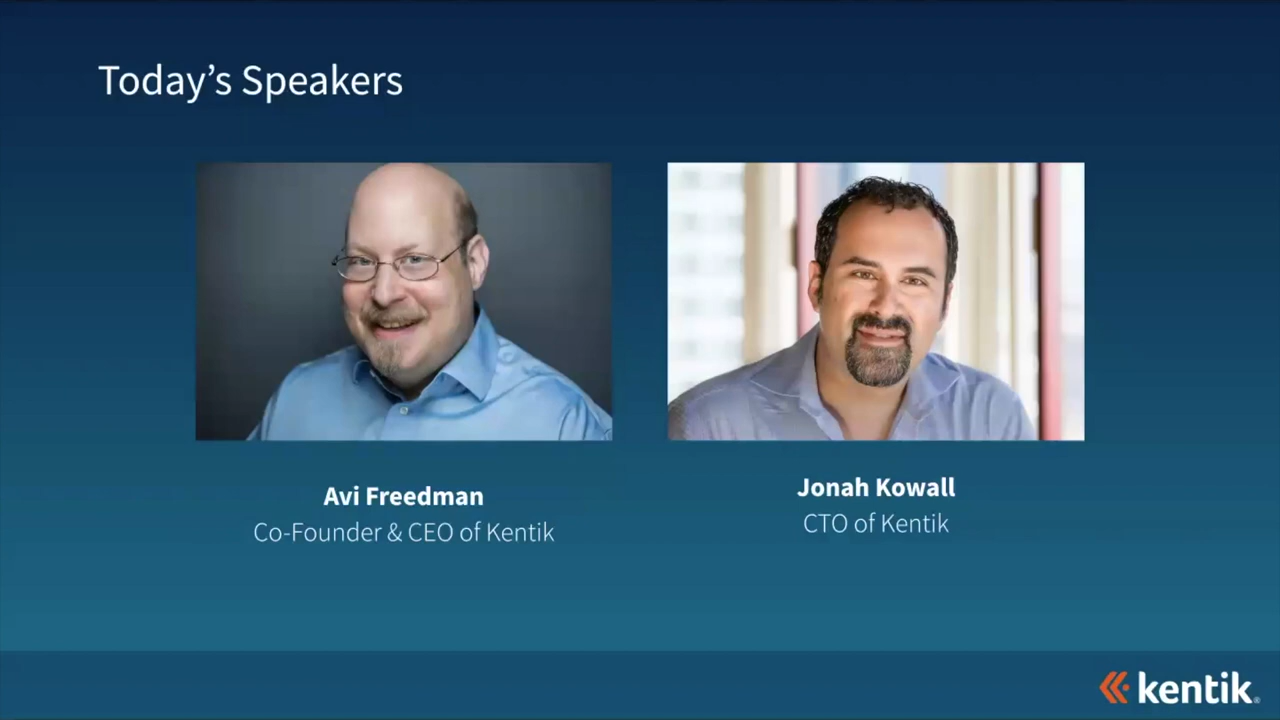 Today’s Speakers
Avi Freedman
Co-Founder & CEO of Kentik
Jonah Kowall
CTO of Kentik
kentik®